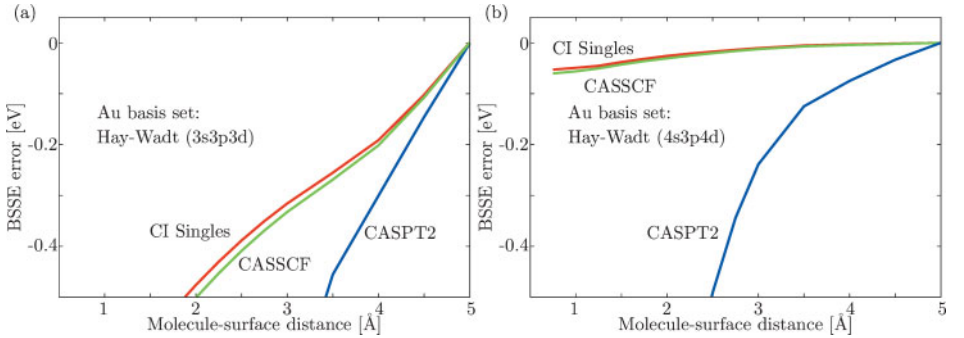 (a)
0
-0.2
-0.4
BSSE error [eV]
Au basis set:
Hay-Wadt (3s3p3d)
CI Singles
CASSCF
CASPT2
1 2 3 4 5
Molecule-surface distance [Å]
(b)
0
-0.2
-0.4
BSSE error [eV]
CI Singles
CASSCF
Au basis set:
Hay-Wadt (4s3p4d)
CASPT2
1 2 3 4 5
Molecule-surface distance [Å]